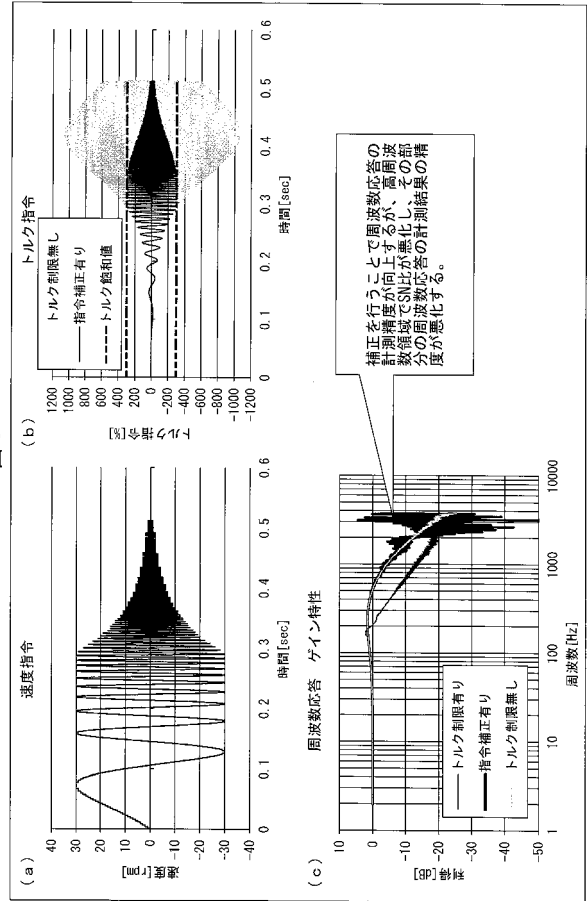 (a)
速度指令
40
30
20
10
0
-10
-20
-30
-40
速度[rpm]
0
0.1
0.2
0.3
0.4
0.5
0.6
時間[sec]
(b)
トルク指令
1200
1000
800
600
400
200
0
-200
-400
-600
-800
-1000
-1200
トルク指令[%]
トルク制限無し
指令補正有り
トルク飽和値
0
0.1
0.2
0.3
0.4
0.5
0.6
時間[sec]
(c)
周波数応答 ゲイン特性
10
0
-10
-20
-30
-40
-50
利得[dB]
トルク制限有り
指令補正有り
トルク制限無し
1
10
100
1000
10000
周波数[Hz]
補正を行うことで周波数応答の
計測精度が向上するが、高周波
数領域でSN比が悪化し、その部
分の周波数応答の計測結果の精
度が悪化する。